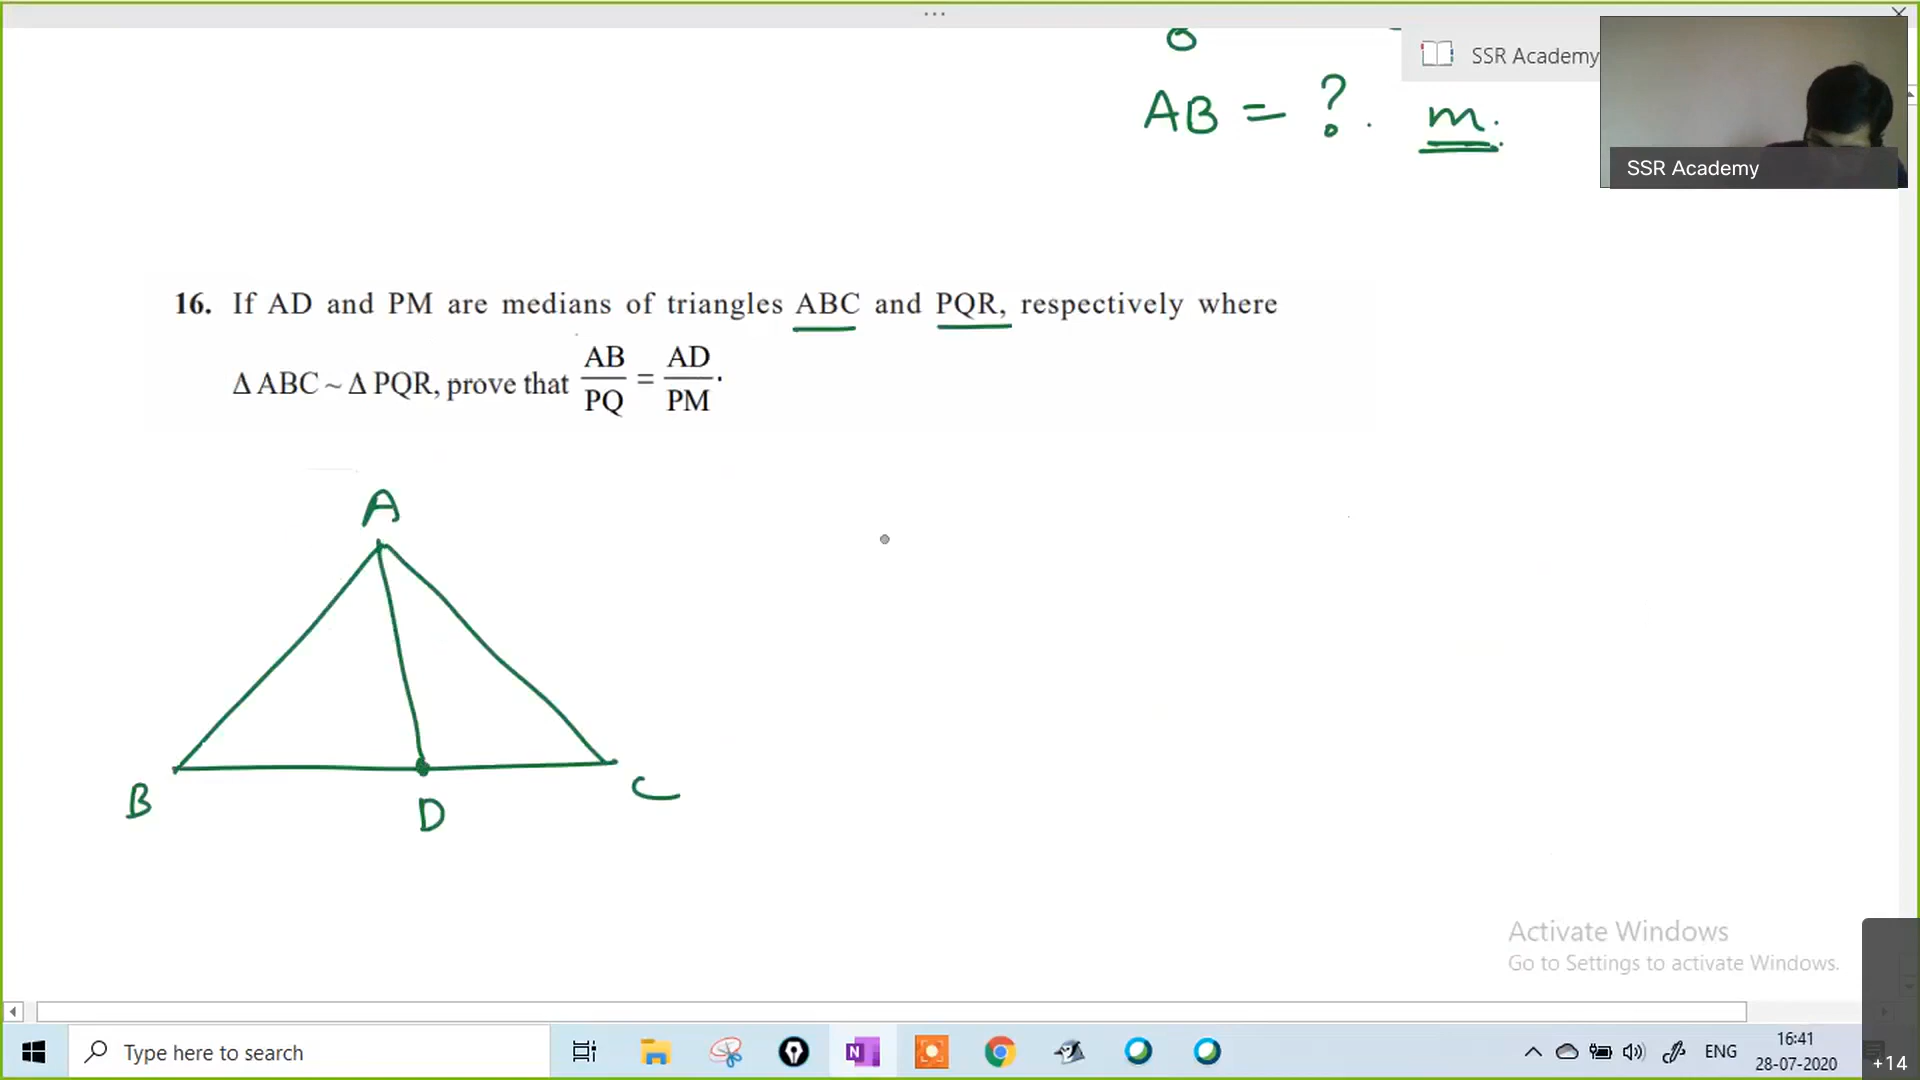 SSR Academy
AB = ? . m.
SSR Academy
16. If AD and PM are medians of triangles ABC and PQR, respectively where
Δ ABC ~ Δ PQR, prove that AB/PQ = AD/PM.
A
B
D
C
Activate Windows
Go to Settings to activate Windows.
Type here to search
ENG
16:41
28-07-2020
+14